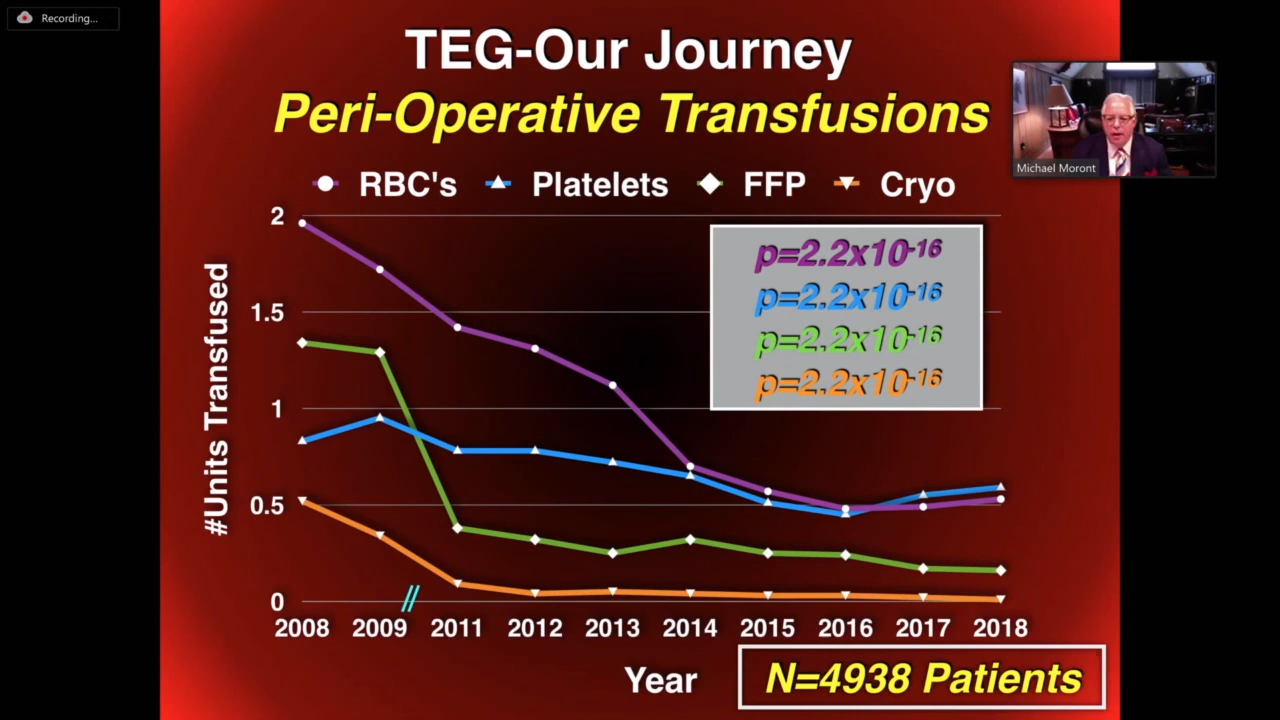 Recording...
TEG-Our Journey
Peri-Operative Transfusions
Michael Moront
RBC's Platelets FFP Cryo
#Units Transfused
2
1.5
1
0.5
0
p=2.2x10-16
p=2.2x10-16
p=2.2x10-16
p=2.2x10-16
2008 2009 2011 2012 2013 2014 2015 2016 2017 2018
Year
N=4938 Patients